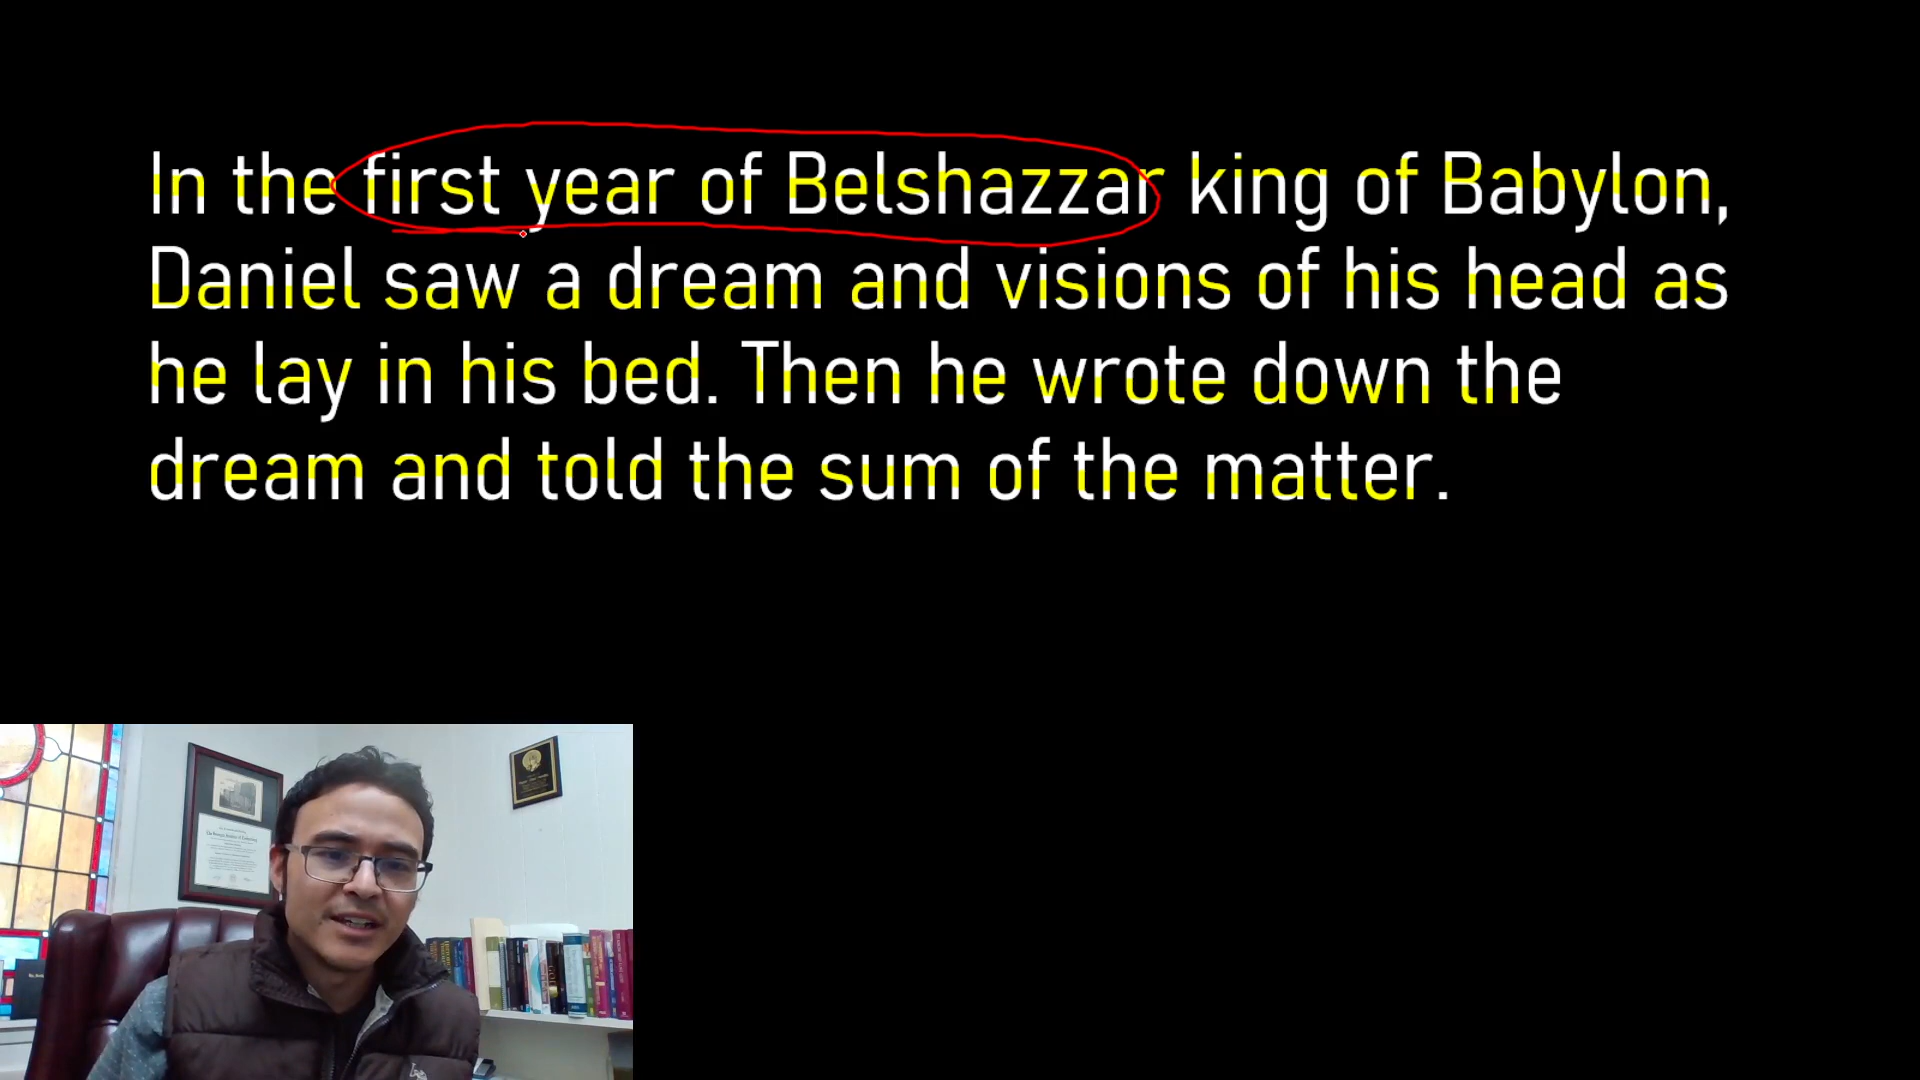 In the first year of Belshazzar king of Babylon,
Daniel saw a dream and visions of his head as
he lay in his bed. Then he wrote down the
dream and told the sum of the matter.